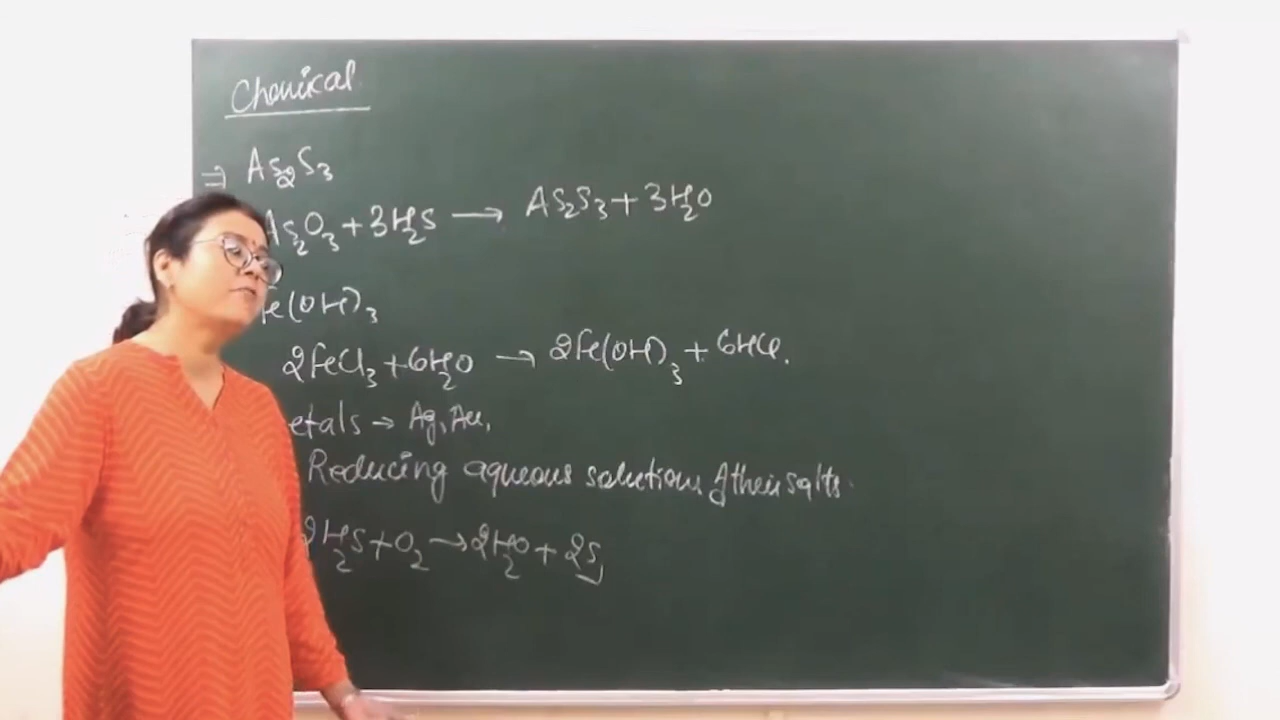 Chemical
⇒ As₂S₃
As₂O₃ + 3H₂S ⟶ As₂S₃ + 3H₂O
Fe(OH)₃
2FeCl₃ + 6H₂O → 2Fe(OH)₃ + 6HCl.
etals → Ag, Au,
Reducing aqueous solutions of their salts.
2H₂S + O₂ → 2H₂O + 2S